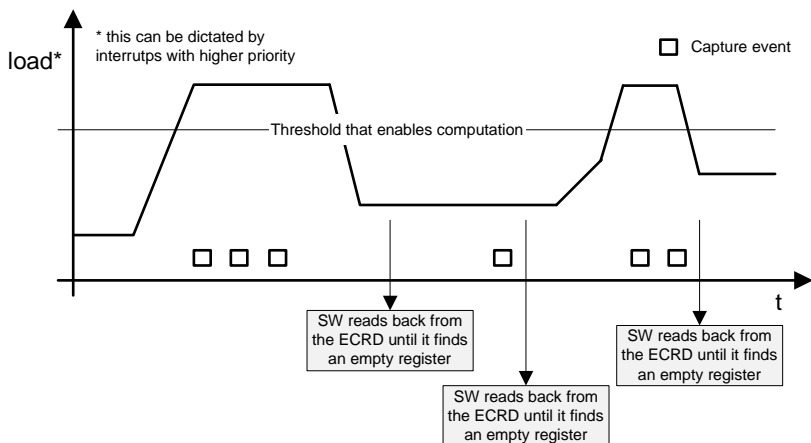 * this can be dictated by
interrutps with higher priority
Capture event
load*
Threshold that enables computation
t
SW reads back from
the ECRD until it finds
an empty register
SW reads back from
the ECRD until it finds
an empty register
SW reads back from
the ECRD until it finds
an empty register